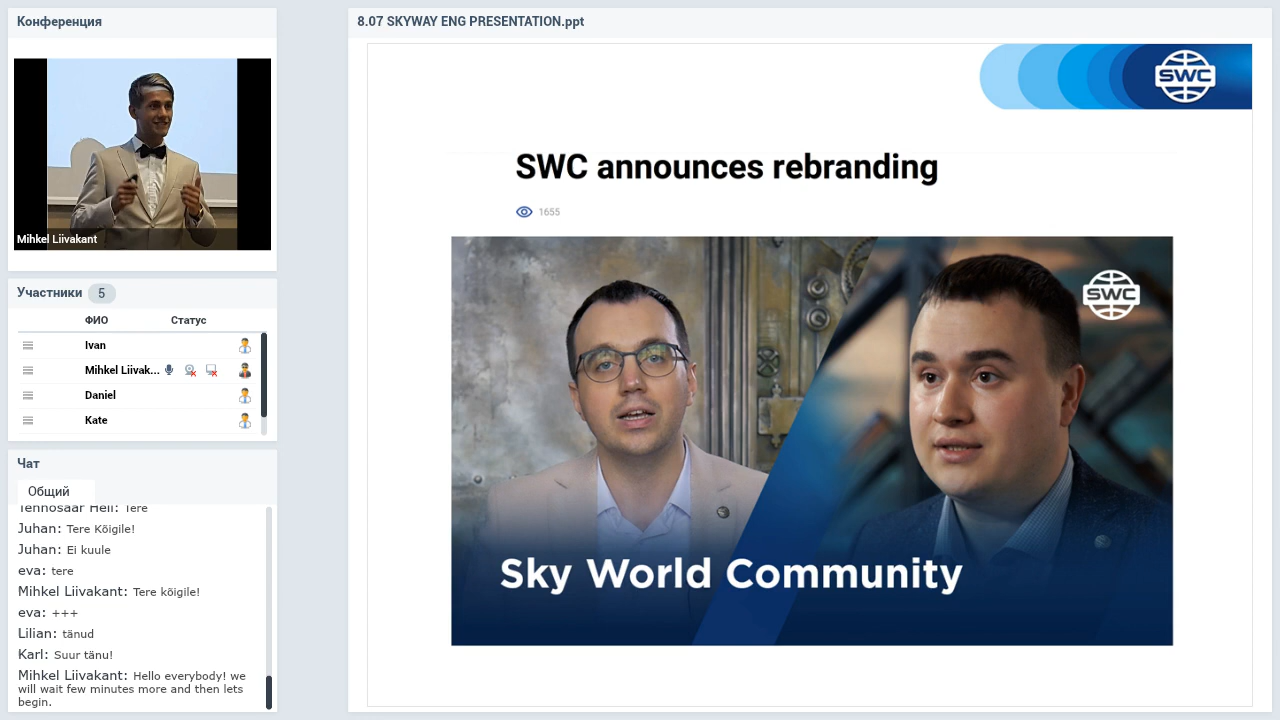 Конференция
Mihkel Liivakant
Участники 5
ФИО Статус
Ivan
Mihkel Liivak...
Daniel
Kate
Чат
Общий
Tennosaar Heli: Tere
Juhan: Tere Kõigile!
Juhan: Ei kuule
eva: tere
Mihkel Liivakant: Tere kõigile!
eva: +++
Lilian: tänud
Karl: Suur tänu!
Mihkel Liivakant: Hello everybody! we
will wait few minutes more and then lets
begin.
8.07 SKYWAY ENG PRESENTATION.ppt
SWC
SWC announces rebranding
1655
SWC
Sky World Community